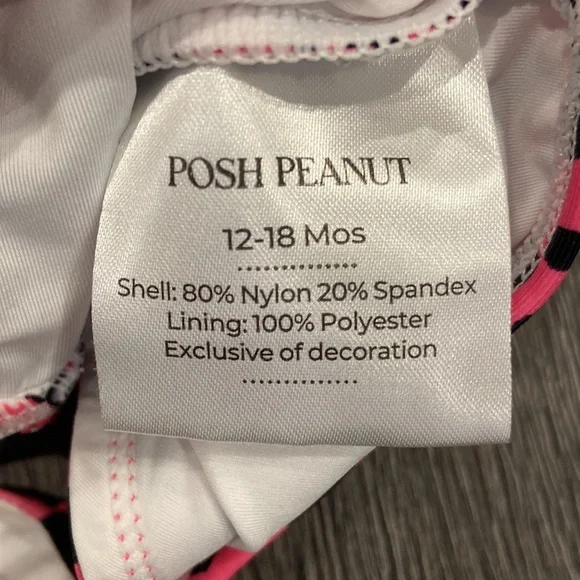 POSH PEANUT
12-18 Mos
Shell: 80% Nylon 20% Spandex
Lining: 100% Polyester
Exclusive of decoration